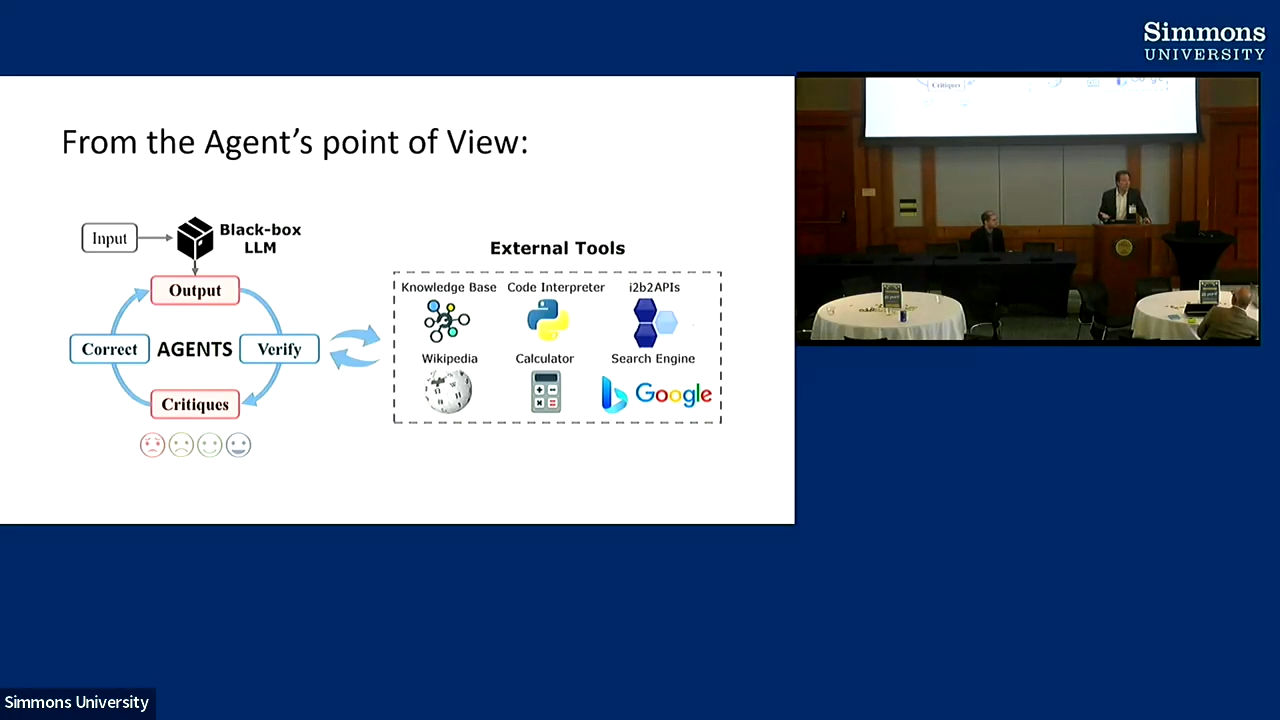 Simmons
UNIVERSITY
From the Agent's point of View:
Input
Black-box
LLM
Output
Correct
AGENTS
Verify
Critiques
External Tools
Knowledge Base
Code Interpreter
i2b2APIs
Wikipedia
Calculator
Search Engine
Google
Critiques
Simmons University